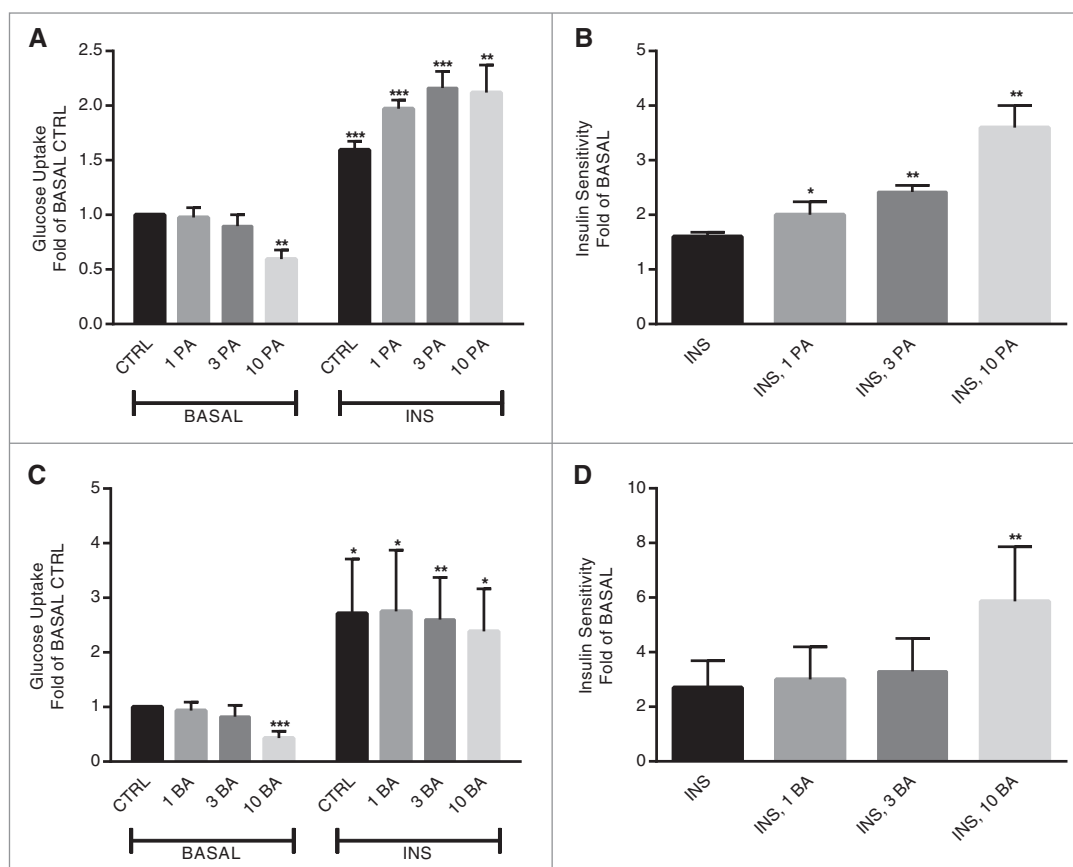 A
Glucose Uptake
Fold of BASAL CTRL
2.5
2.0
1.5
1.0
0.5
0.0
**
***
***
***
**
CTRL
1 PA
3 PA
10 PA
CTRL
1 PA
3 PA
10 PA
BASAL
INS
B
Insulin Sensitivity
Fold of BASAL
5
4
3
2
1
0
*
**
**
INS
INS, 1 PA
INS, 3 PA
INS, 10 PA
C
Glucose Uptake
Fold of BASAL CTRL
5
4
3
2
1
0
***
*
*
**
*
CTRL
1 BA
3 BA
10 BA
CTRL
1 BA
3 BA
10 BA
BASAL
INS
D
Insulin Sensitivity
Fold of BASAL
10
8
6
4
2
0
**
INS
INS, 1 BA
INS, 3 BA
INS, 10 BA